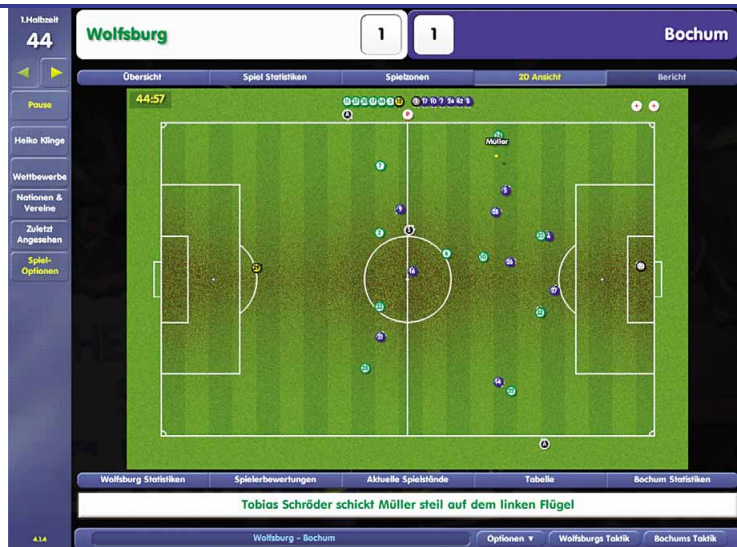 1.Halbzeit
44
Wolfsburg
1
1
Bochum
Übersicht
Spiel Statistiken
Spielzonen
2D Ansicht
Bericht
Pause
Heiko Klinge
Wettbewerbe
Nationen &
Vereine
Zuletzt
Angesehen
Spiel-
Optionen
44:57
Müller
Wolfsburg Statistiken
Spielerbewertungen
Aktuelle Spielstände
Tabelle
Bochum Statistiken
Tobias Schröder schickt Müller steil auf dem linken Flügel
4.1.4
Wolfsburg - Bochum
Optionen
Wolfsburgs Taktik
Bochums Taktik